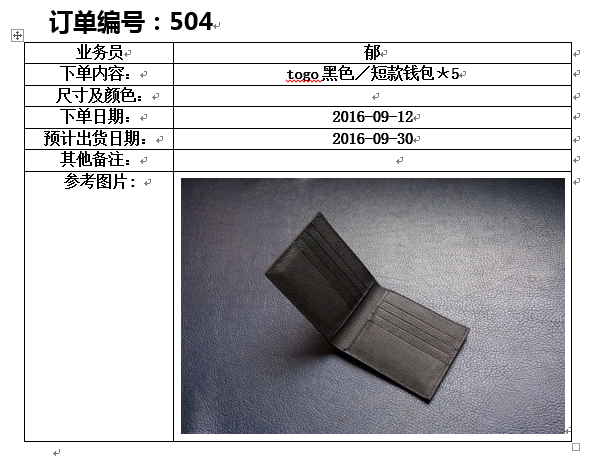 订单编号：504
业务员 郁
下单内容： togo黑色／短款钱包＊5
尺寸及颜色：
下单日期： 2016-09-12
预计出货日期： 2016-09-30
其他备注：
参考图片：